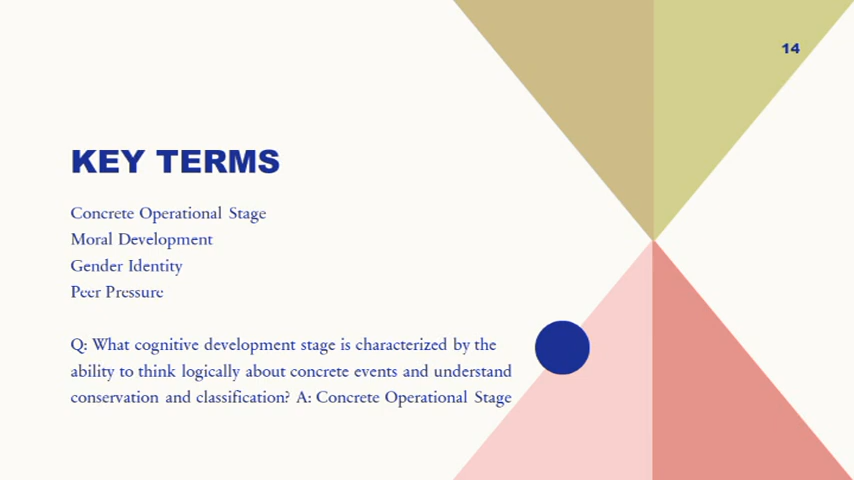 14
KEY TERMS
Concrete Operational Stage
Moral Development
Gender Identity
Peer Pressure
Q: What cognitive development stage is characterized by the
ability to think logically about concrete events and understand
conservation and classification? A: Concrete Operational Stage